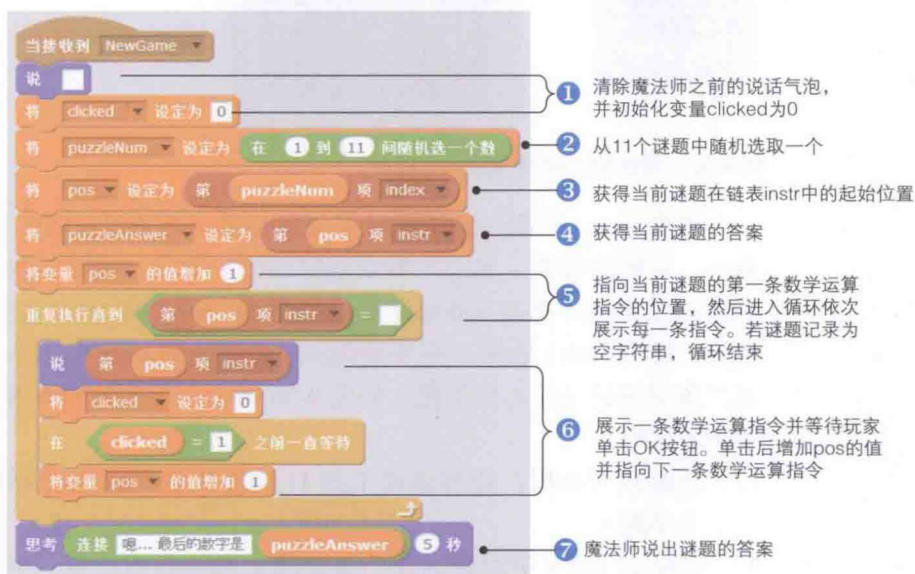 当接收到 NewGame
说
将 clicked 设定为 0
将 puzzleNum 设定为 在 1 到 11 间随机选一个数
将 pos 设定为 第 puzzleNum 项 index
将 puzzleAnswer 设定为 第 pos 项 instr
将变量 pos 的值增加 1
重复执行直到 第 pos 项 instr =
说 第 pos 项 instr
将 clicked 设定为 0
在 clicked = 1 之前一直等待
将变量 pos 的值增加 1
思考 连接 嗯... 最后的数字是 puzzleAnswer 5 秒
1 清除魔法师之前的说话气泡，
并初始化变量clicked为0
2 从11个谜题中随机选取一个
3 获得当前谜题在链表instr中的起始位置
4 获得当前谜题的答案
5 指向当前谜题的第一条数学运算
指令的位置，然后进入循环依次
展示每一条指令。若谜题记录为
空字符串，循环结束
6 展示一条数学运算指令并等待玩家
单击OK按钮。单击后增加pos的值
并指向下一条数学运算指令
7 魔法师说出谜题的答案